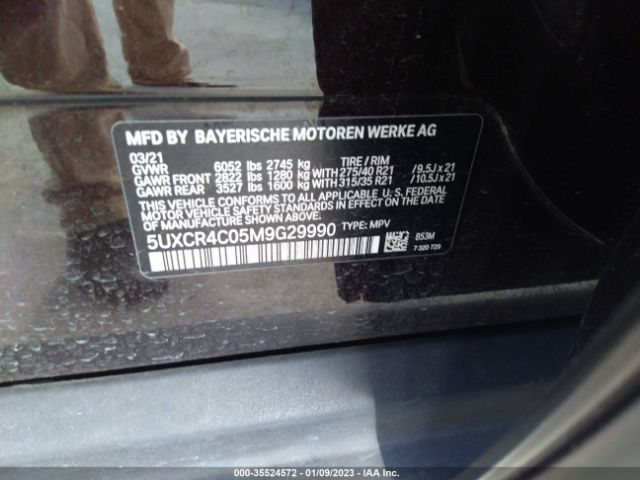 MFD BY BAYERISCHE MOTOREN WERKE AG
03/21
GVWR 6052 lbs 2745 kg TIRE / RIM
GAWR FRONT 2822 lbs 1280 kg WITH 275/40 R21 / 9.5J x 21
GAWR REAR 3527 lbs 1600 kg WITH 315/35 R21 / 10.5J x 21
THIS VEHICLE CONFORMS TO ALL APPLICABLE U. S. FEDERAL
MOTOR VEHICLE SAFETY STANDARDS IN EFFECT ON THE DATE
OF MANUFACTURE SHOWN ABOVE.
5UXCR4C05M9G29990 TYPE: MPV
B53M
7 320 729
000-35524572 - 01/09/2023 - IAA Inc.